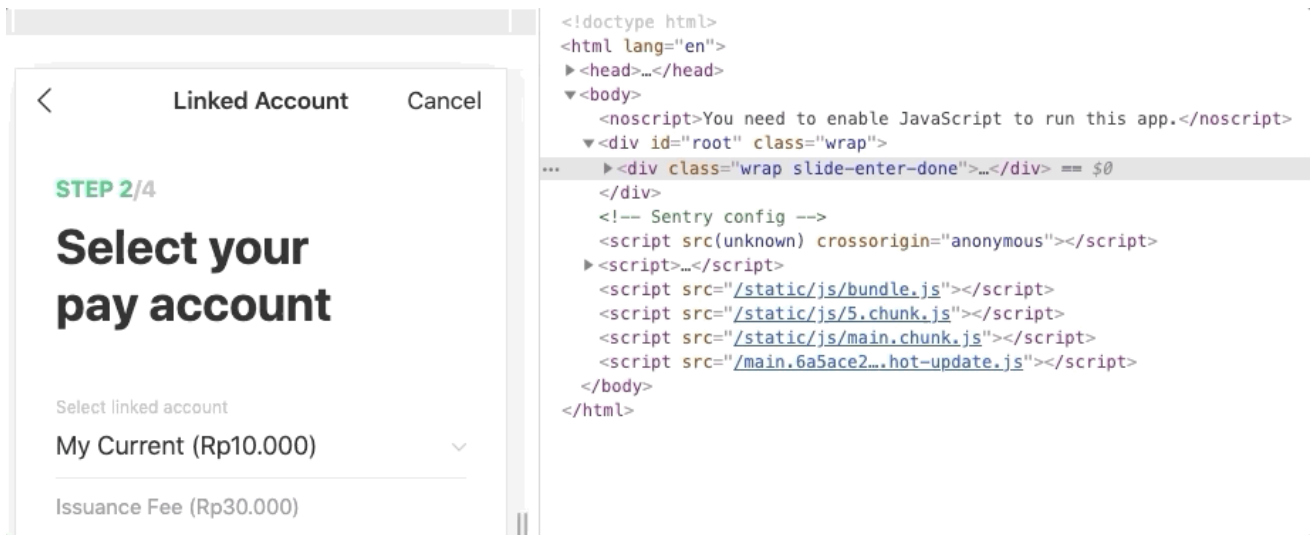 Linked Account
Cancel
STEP 2/4
Select your
pay account
Select linked account
My Current (Rp10.000)
Issuance Fee (Rp30.000)
<!doctype html>
<html lang="en">
▶<head>…</head>
▼<body>
<noscript>You need to enable JavaScript to run this app.</noscript>
▼<div id="root" class="wrap">
… ▶<div class="wrap slide-enter-done">…</div> == $0
</div>
<!-- Sentry config -->
<script src(unknown) crossorigin="anonymous"></script>
▶<script>…</script>
<script src="/static/js/bundle.js"></script>
<script src="/static/js/5.chunk.js"></script>
<script src="/static/js/main.chunk.js"></script>
<script src="/main.6a5ace2….hot-update.js"></script>
</body>
</html>